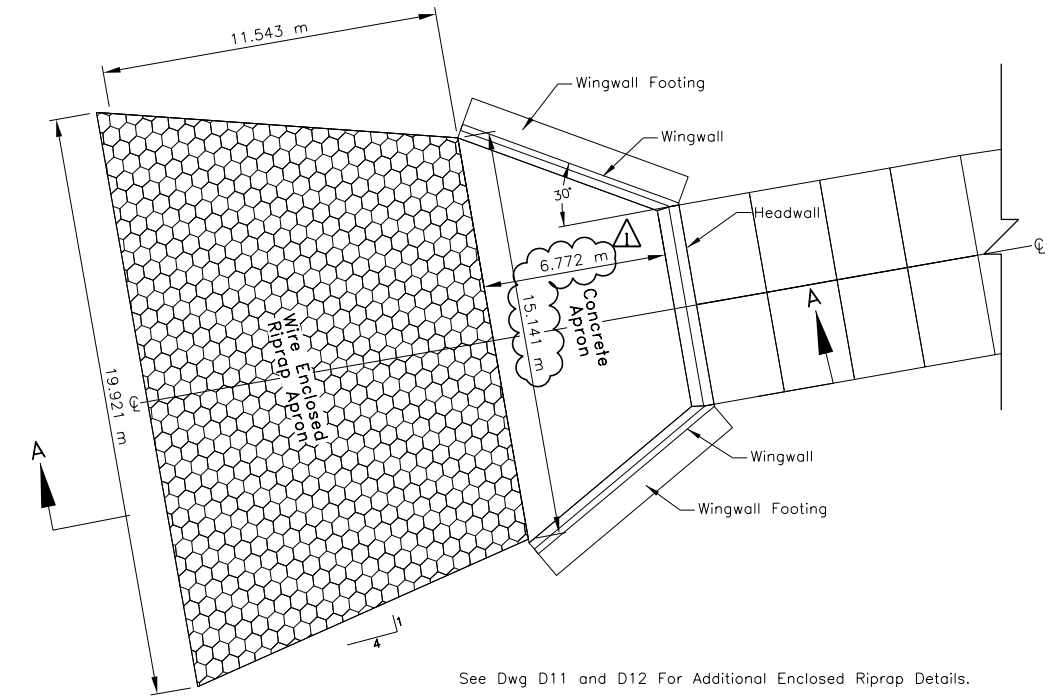 11.543 m
Wingwall Footing
Wingwall
30°
1
Headwall
6.772 m
℄
Concrete
Apron
15.141 m
A
Wire Enclosed
Riprap Apron
19.921 m
℄
A
Wingwall
Wingwall Footing
1
4
See Dwg D11 and D12 For Additional Enclosed Riprap Details.